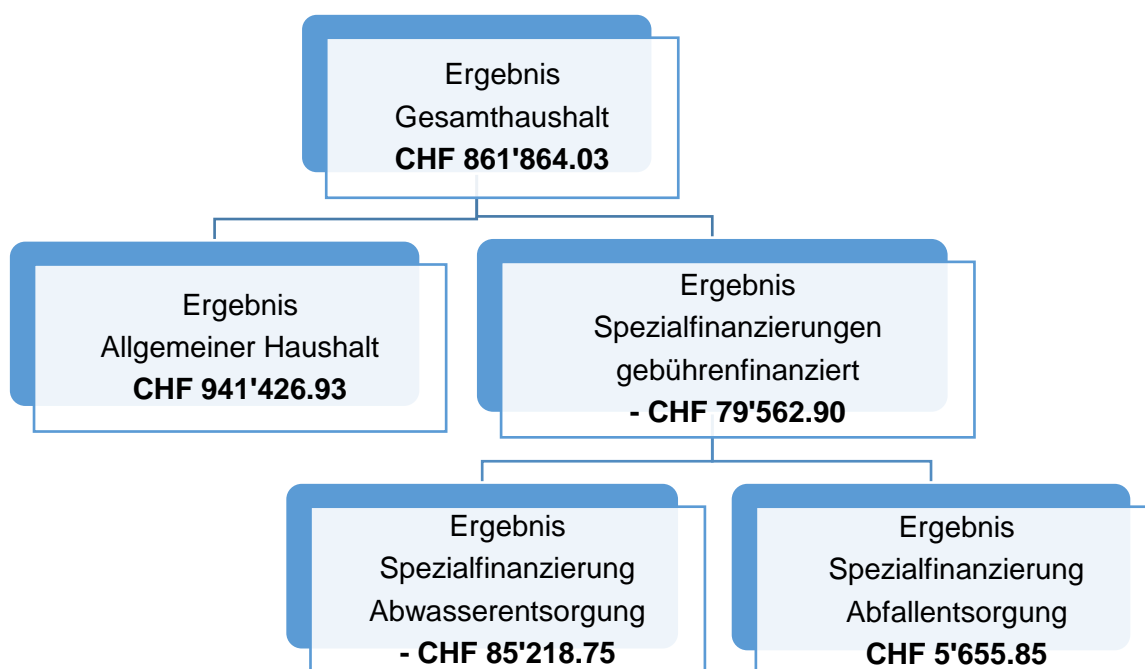 Ergebnis
Gesamthaushalt
CHF 861'864.03
Ergebnis
Allgemeiner Haushalt
CHF 941'426.93
Ergebnis
Spezialfinanzierungen
gebührenfinanziert
- CHF 79'562.90
Ergebnis
Spezialfinanzierung
Abwasserentsorgung
- CHF 85'218.75
Ergebnis
Spezialfinanzierung
Abfallentsorgung
CHF 5'655.85